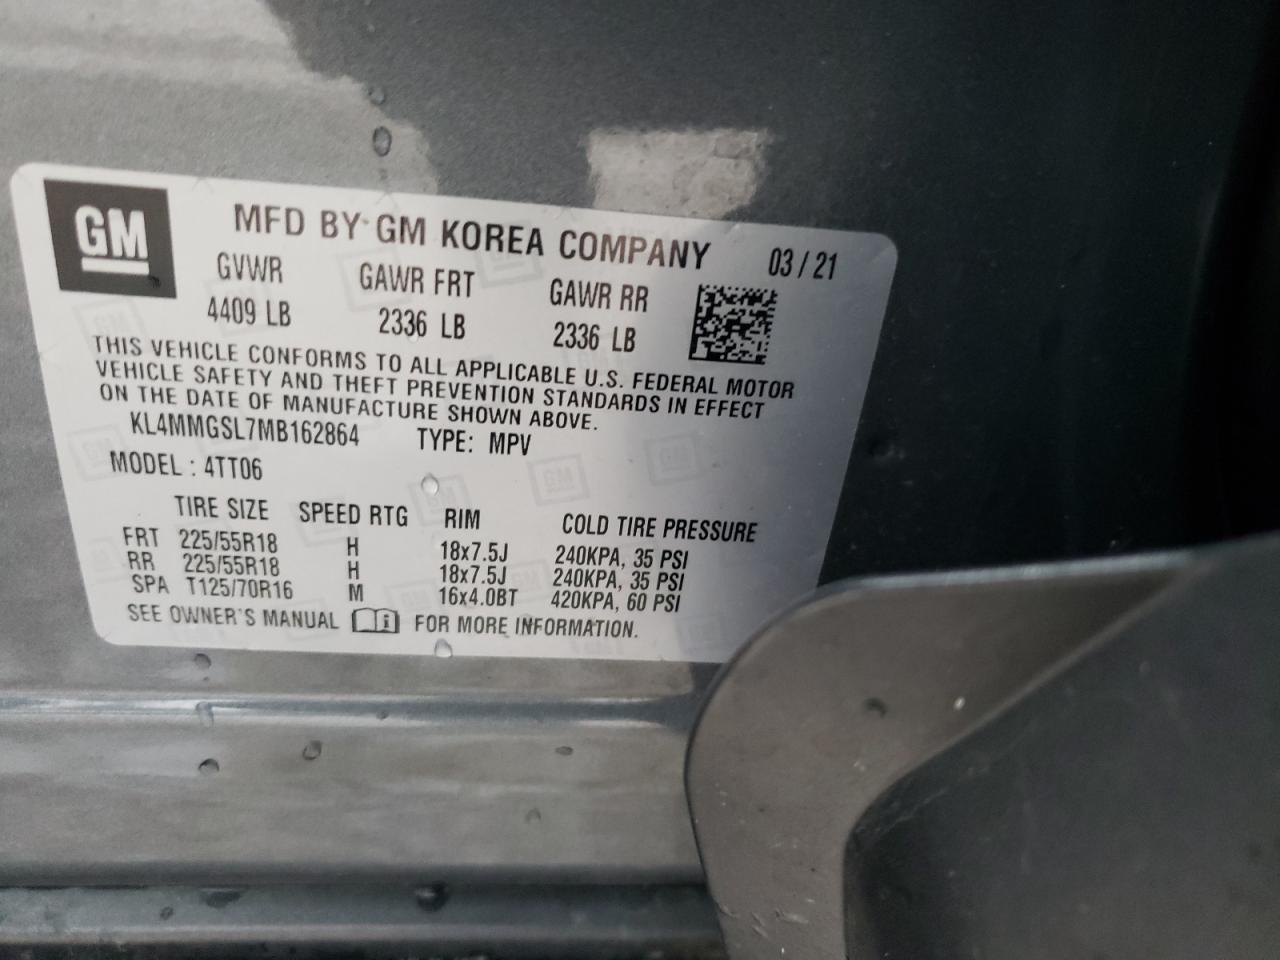 GM
MFD BY GM KOREA COMPANY 03 / 21
GVWR GAWR FRT GAWR RR
4409 LB 2336 LB 2336 LB
THIS VEHICLE CONFORMS TO ALL APPLICABLE U.S. FEDERAL MOTOR
VEHICLE SAFETY AND THEFT PREVENTION STANDARDS IN EFFECT
ON THE DATE OF MANUFACTURE SHOWN ABOVE.
KL4MMGSL7MB162864 TYPE: MPV
MODEL : 4TT06
TIRE SIZE SPEED RTG RIM COLD TIRE PRESSURE
FRT 225/55R18 H 18x7.5J 240KPA, 35 PSI
RR 225/55R18 H 18x7.5J 240KPA, 35 PSI
SPA T125/70R16 M 16x4.0BT 420KPA, 60 PSI
SEE OWNER'S MANUAL i FOR MORE INFORMATION.